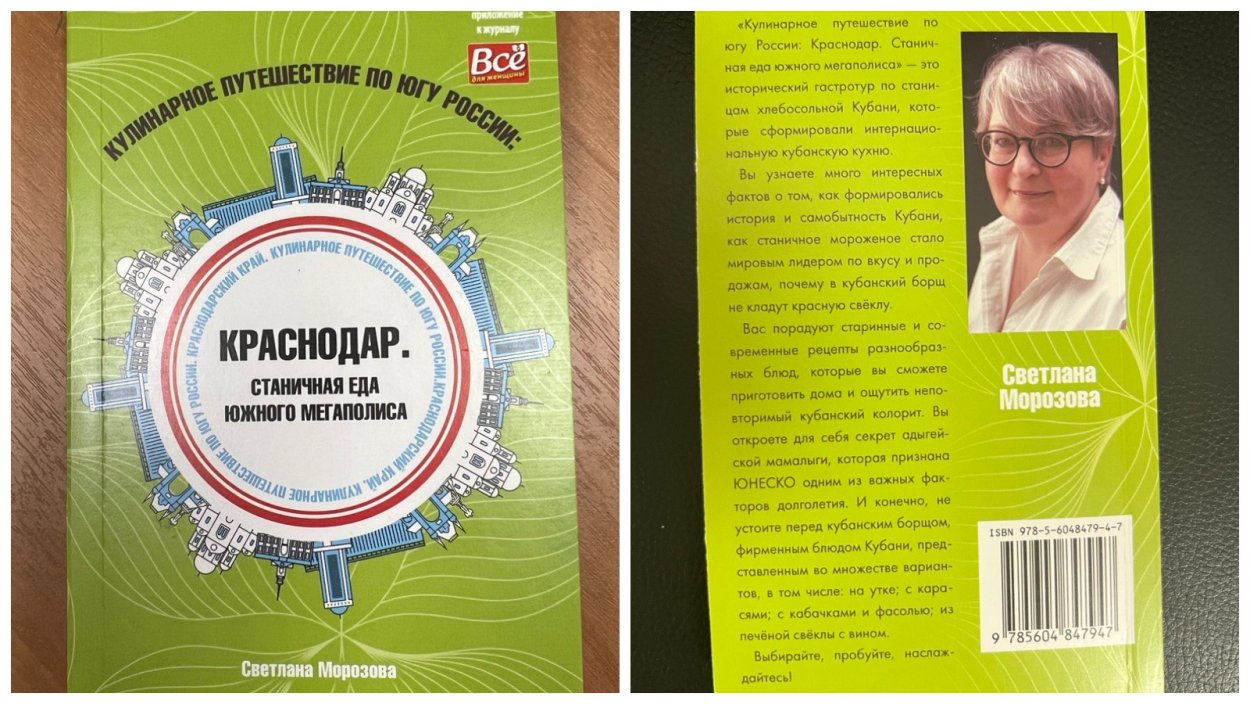 приложение
к журналу
Всё
для женщины
КУЛИНАРНОЕ ПУТЕШЕСТВИЕ ПО ЮГУ РОССИИ:
КРАСНОДАРСКИЙ КРАЙ. КУЛИНАРНОЕ ПУТЕШЕСТВИЕ ПО ЮГУ РОССИИ.КРАСНОДАРСКИЙ КРАЙ. КУЛИНАРНОЕ ПУТЕШЕСТВИЕ ПО ЮГУ РОССИИ.
КРАСНОДАР.
СТАНИЧНАЯ ЕДА
ЮЖНОГО МЕГАПОЛИСА
Светлана Морозова
«Кулинарное путешествие по
югу России: Краснодар. Станич-
ная еда южного мегаполиса» — это
исторический гастротур по стани-
цам хлебосольной Кубани, кото-
рые сформировали интернацио-
нальную кубанскую кухню.
Вы узнаете много интересных
фактов о том, как формировались
история и самобытность Кубани,
как станичное мороженое стало
мировым лидером по вкусу и про-
дажам, почему в кубанский борщ
не кладут красную свёклу.
Вас порадуют старинные и со-
временные рецепты разнообраз-
ных блюд, которые вы сможете
приготовить дома и ощутить непо-
вторимый кубанский колорит. Вы
откроете для себя секрет адыгей-
ской мамалыги, которая признана
ЮНЕСКО одним из важных фак-
торов долголетия. И конечно, не
устоите перед кубанским борщом,
фирменным блюдом Кубани, пред-
ставленным во множестве вариан-
тов, в том числе: на утке; с кара-
сями; с кабачками и фасолью; из
печёной свёклы с вином.
Выбирайте, пробуйте, наслаж-
дайтесь!
Светлана
Морозова
ISBN 978-5-6048479-4-7
9 785604 847947